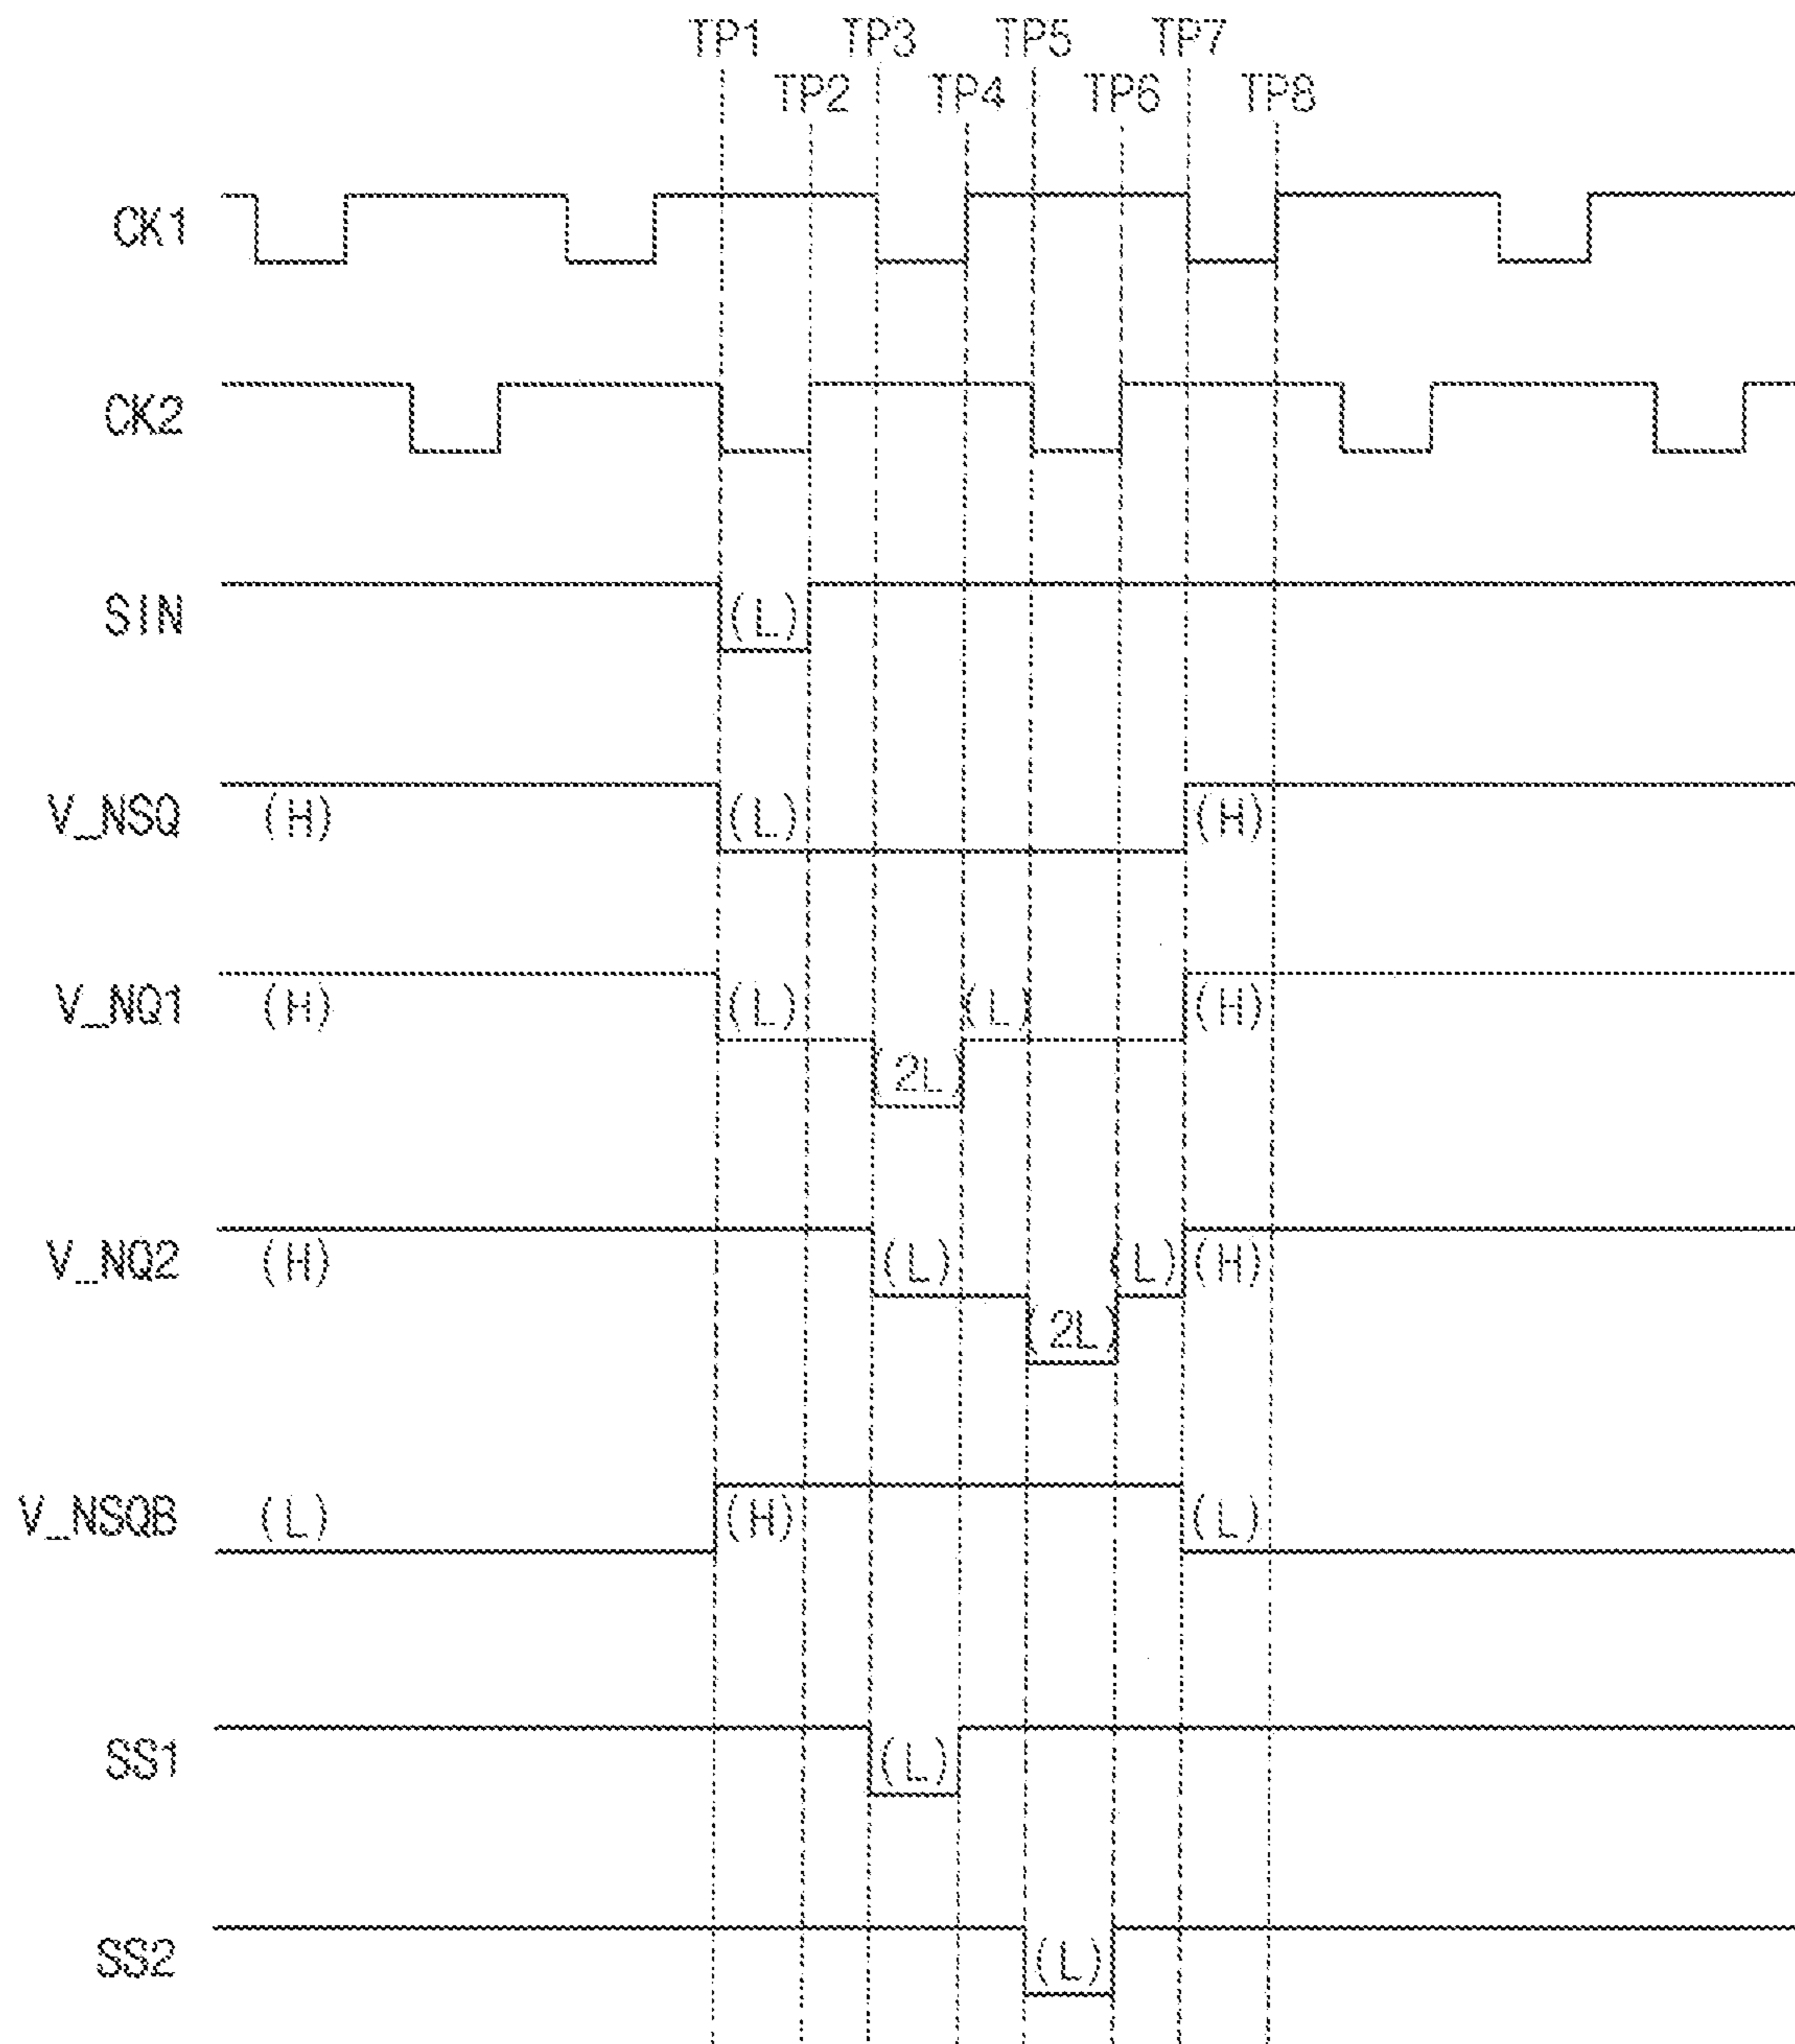 TP1 TP3 TP5 TP7
TP2 TP4 TP6 TP8
CK1
CK2
SIN (L)
V_NSQ (H) (L) (H)
V_NQ1 (H) (L) (L) (H)
(2L)
V_NQ2 (H) (L) (L) (H)
(2L)
V_NSQB (L) (H) (L)
SS1 (L)
SS2 (L)